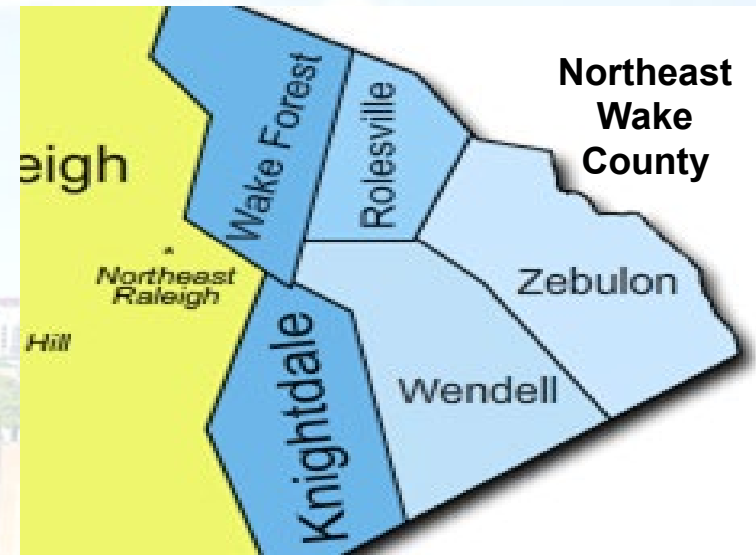 Northeast
Wake
County
Wake Forest
Rolesville
eigh
Northeast
Raleigh
Zebulon
Hill
Wendell
Knightdale